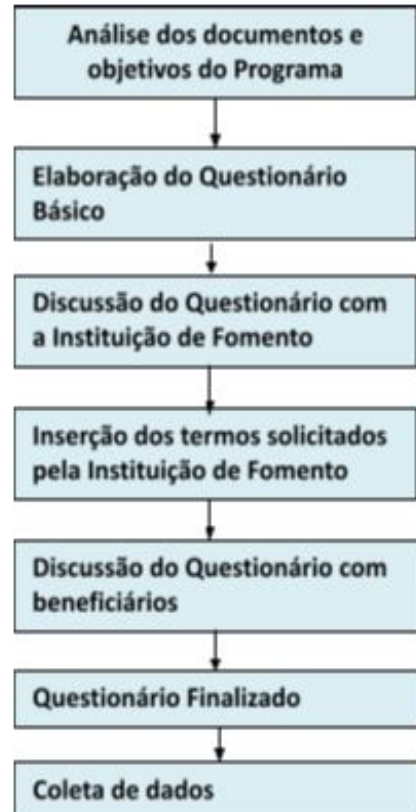 Análise dos documentos e
objetivos do Programa
Elaboração do Questionário
Básico
Discussão do Questionário com
a Instituição de Fomento
Inserção dos termos solicitados
pela Instituição de Fomento
Discussão do Questionário com
beneficiários
Questionário Finalizado
Coleta de dados